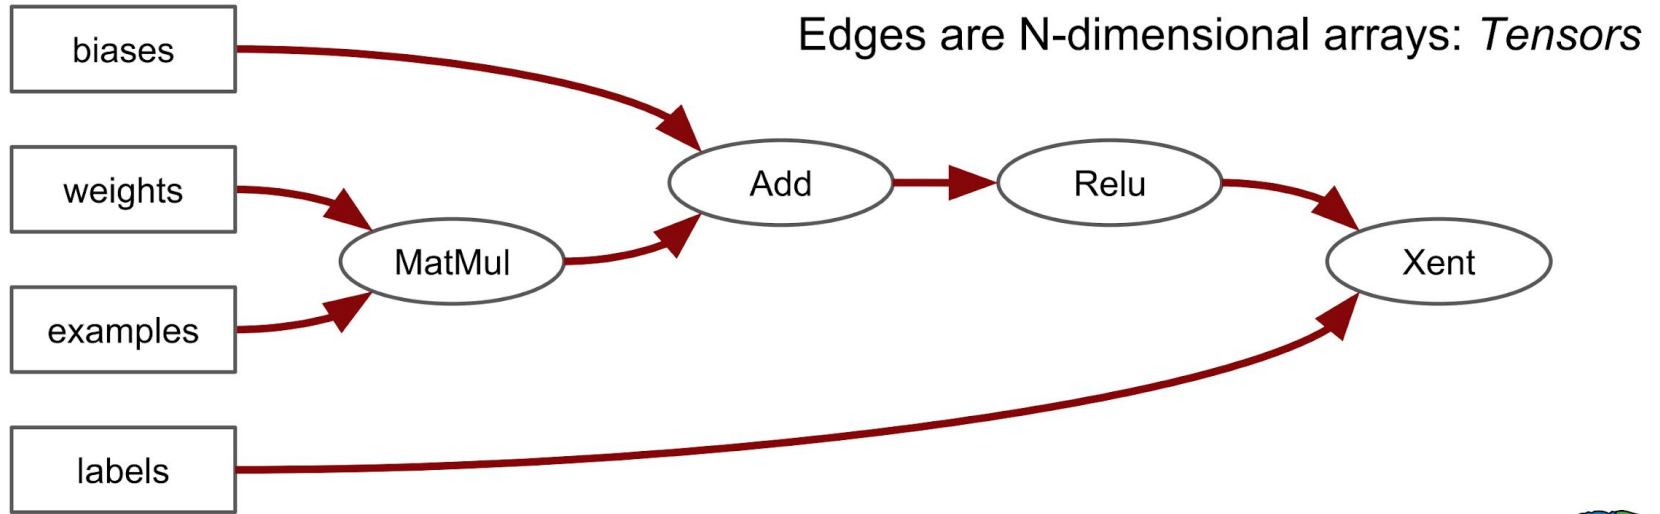 Edges are N-dimensional arrays: Tensors
biases
weights
examples
labels
MatMul
Add
Relu
Xent